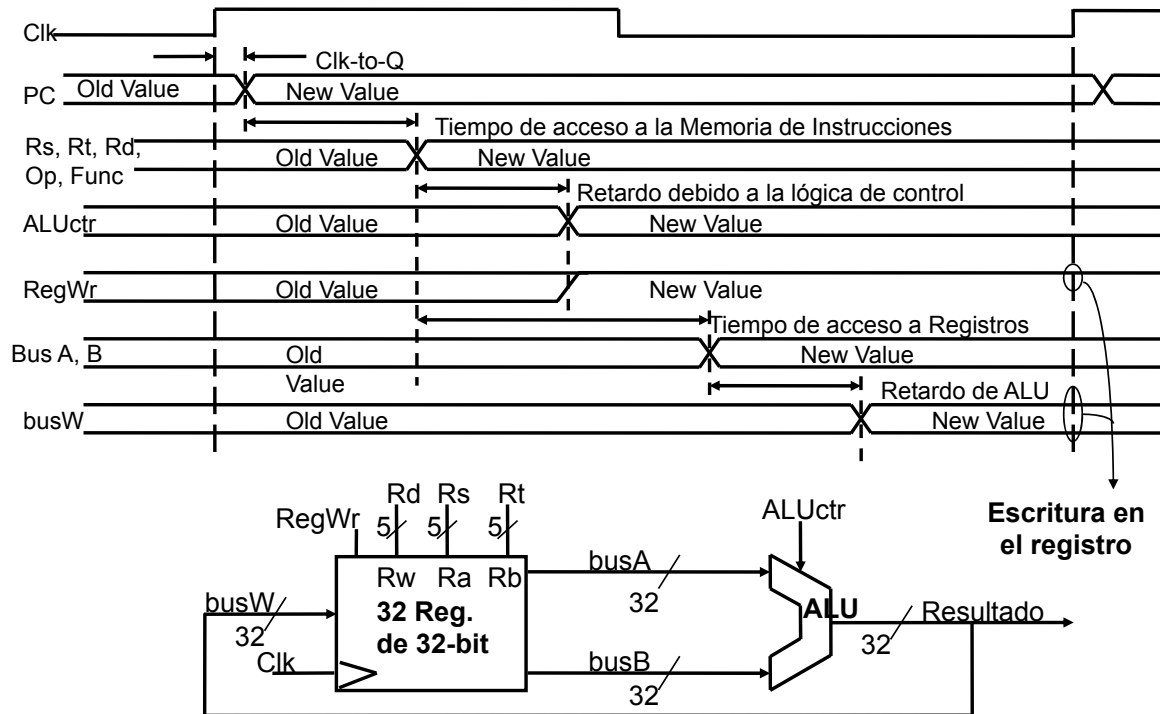 Clk
Clk-to-Q
PC
Old Value
New Value
Tiempo de acceso a la Memoria de Instrucciones
Rs, Rt, Rd,
Op, Func
Old Value
New Value
Retardo debido a la lógica de control
ALUctr
Old Value
New Value
RegWr
Old Value
New Value
Tiempo de acceso a Registros
Bus A, B
Old
Value
New Value
Retardo de ALU
busW
Old Value
New Value
Escritura en
el registro
RegWr
Rd
Rs
Rt
5
5
5
ALUctr
Rw
Ra
Rb
busA
32
busW
32
32 Reg.
de 32-bit
ALU
Resultado
32
Clk
busB
32